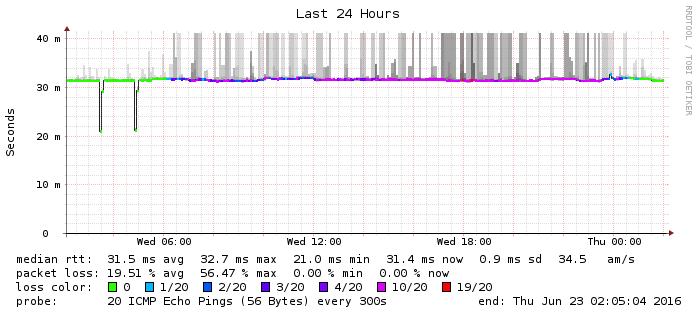 Last 24 Hours
RRDTOOL / TOBI OETIKER
Seconds
40 m
30 m
20 m
10 m
0
Wed 06:00 Wed 12:00 Wed 18:00 Thu 00:00
median rtt: 31.5 ms avg 32.7 ms max 21.0 ms min 31.4 ms now 0.9 ms sd 34.5 am/s
packet loss: 19.51 % avg 56.47 % max 0.00 % min 0.00 % now
loss color: 0 1/20 2/20 3/20 4/20 10/20 19/20
probe: 20 ICMP Echo Pings (56 Bytes) every 300s end: Thu Jun 23 02:05:04 2016